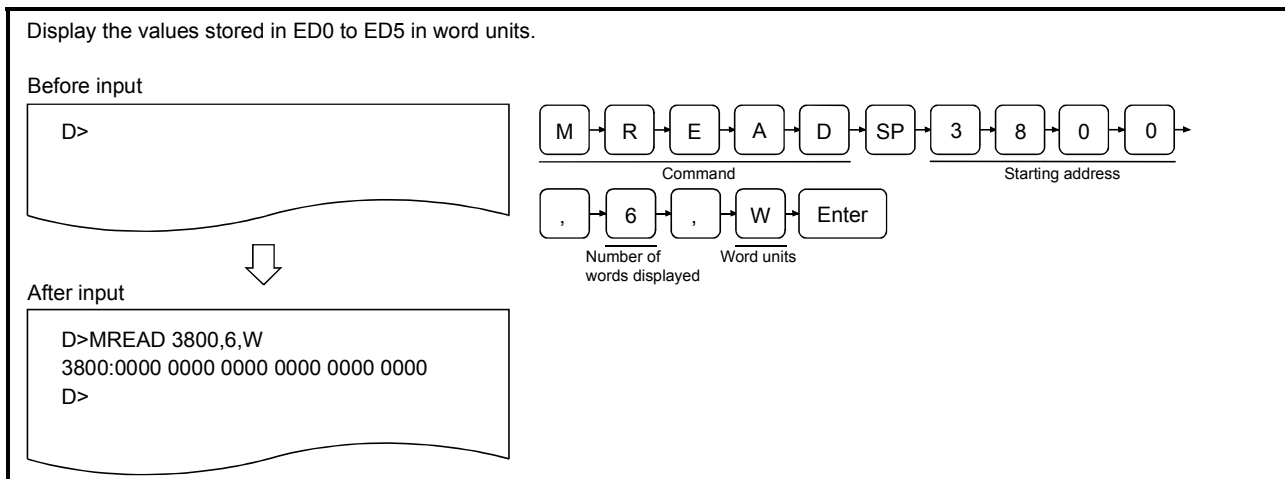 Display the values stored in ED0 to ED5 in word units.
Before input
D>
M R E A D SP 3 8 0 0
Command Starting address
, 6 , W Enter
Number of words displayed Word units
After input
D>MREAD 3800,6,W
3800:0000 0000 0000 0000 0000 0000
D>